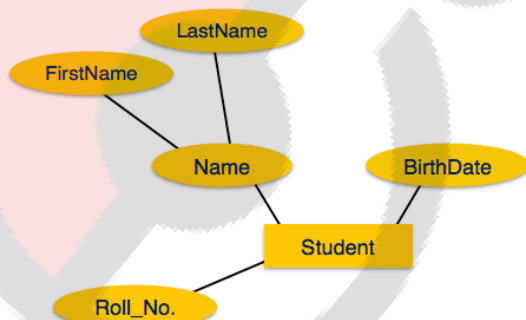 LastName
FirstName
Name
BirthDate
Student
Roll_No.